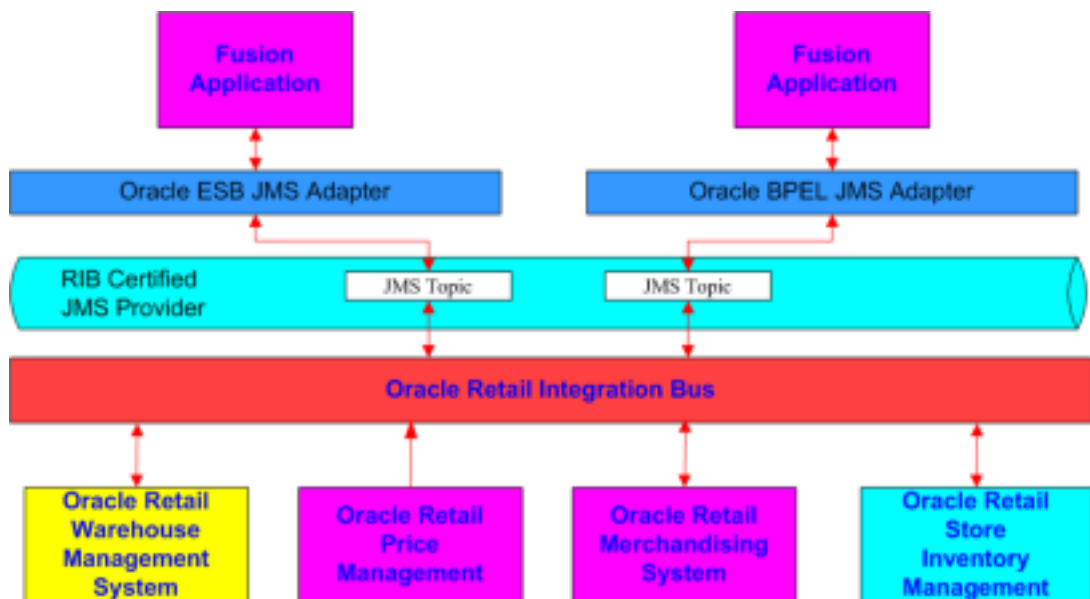 Fusion
Application
Fusion
Application
Oracle ESB JMS Adapter
Oracle BPEL JMS Adapter
RIB Certified
JMS Provider
JMS Topic
JMS Topic
Oracle Retail Integration Bus
Oracle Retail
Warehouse
Management
System
Oracle Retail
Price
Management
Oracle Retail
Merchandising
System
Oracle Retail
Store
Inventory
Management